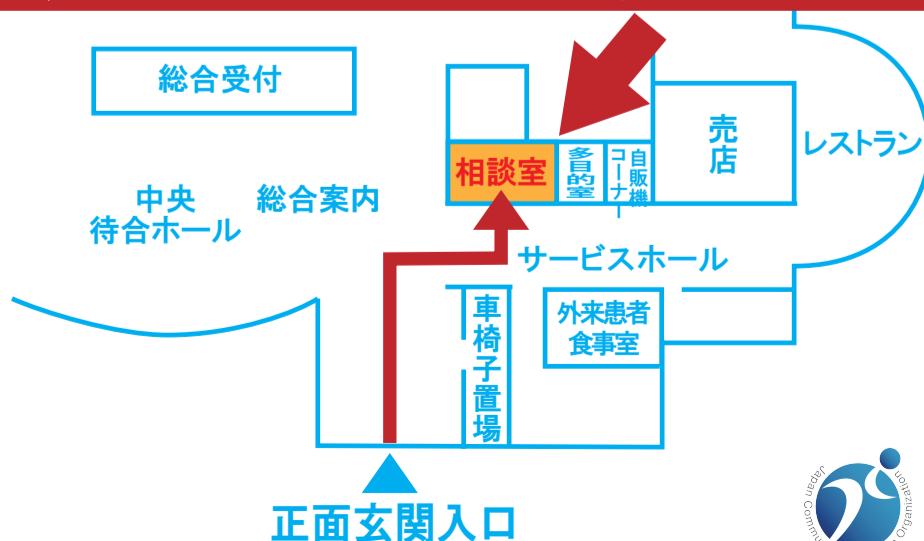 総合受付
相談室
多目的室
自販機
コーナー
売店
レストラン
中央
待合ホール
総合案内
サービスホール
車椅子置場
外来患者
食事室
正面玄関入口
Japan Commu
Organization